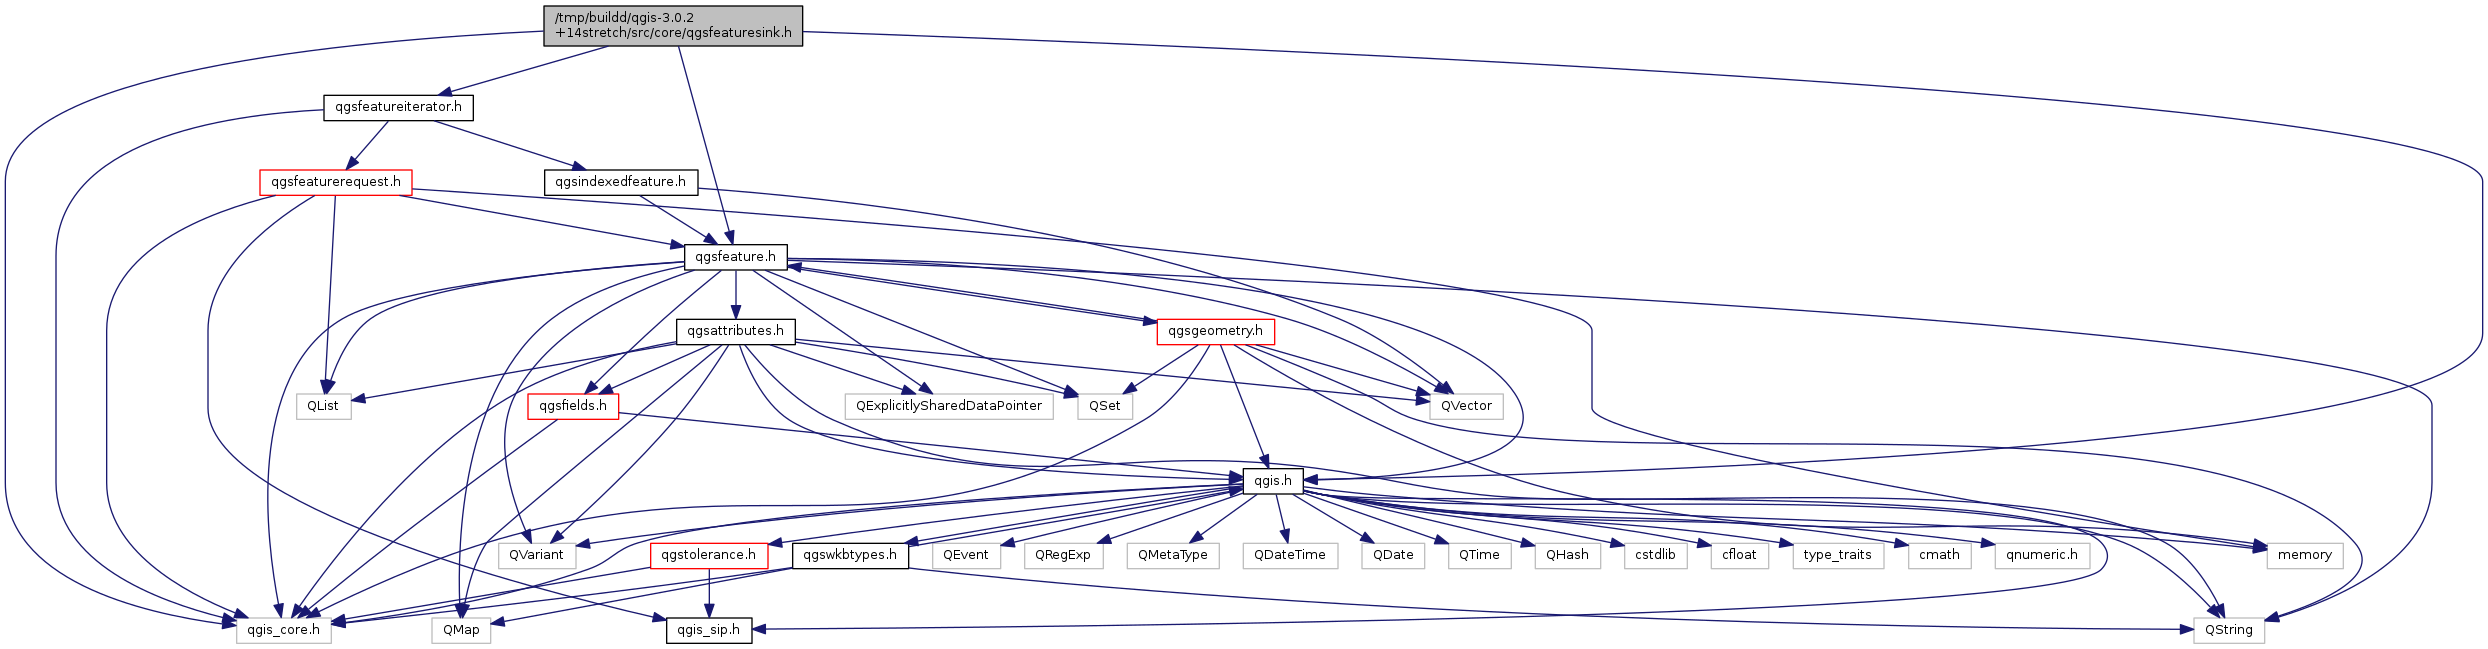 /tmp/buildd/qgis-3.0.2
+14stretch/src/core/qgsfeaturesink.h
qgsfeatureiterator.h
qgsfeaturerequest.h
qgsindexedfeature.h
qgsfeature.h
qgsattributes.h
qgsgeometry.h
QList
qgsfields.h
QExplicitlySharedDataPointer
QSet
QVector
qgis.h
QVariant
qgstolerance.h
qgswkbtypes.h
QEvent
QRegExp
QMetaType
QDateTime
QDate
QTime
QHash
cstdlib
cfloat
type_traits
cmath
qnumeric.h
memory
qgis_core.h
QMap
qgis_sip.h
QString